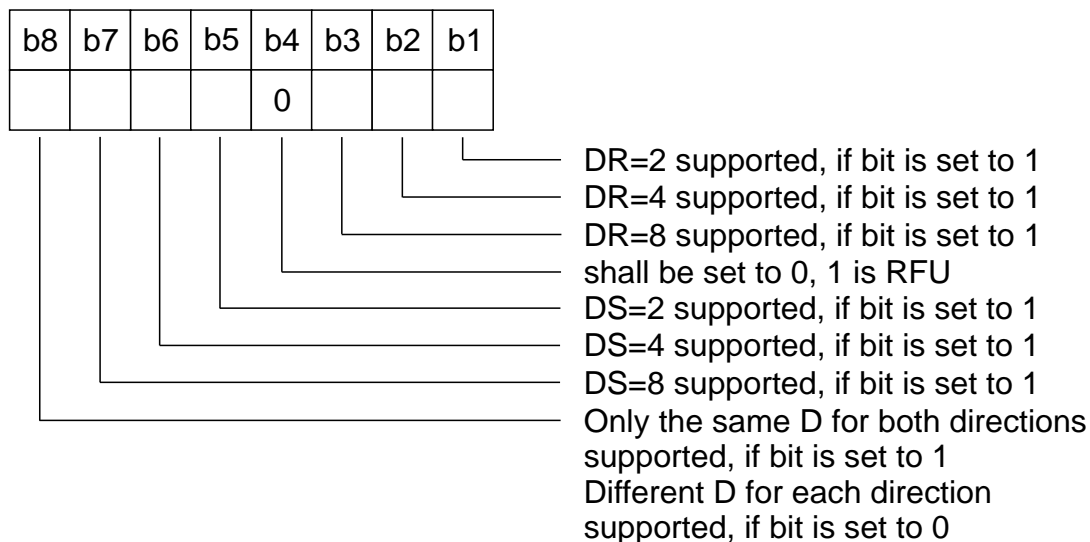 b8 b7 b6 b5 b4 b3 b2 b1
0
DR=2 supported, if bit is set to 1
DR=4 supported, if bit is set to 1
DR=8 supported, if bit is set to 1
shall be set to 0, 1 is RFU
DS=2 supported, if bit is set to 1
DS=4 supported, if bit is set to 1
DS=8 supported, if bit is set to 1
Only the same D for both directions
supported, if bit is set to 1
Different D for each direction
supported, if bit is set to 0